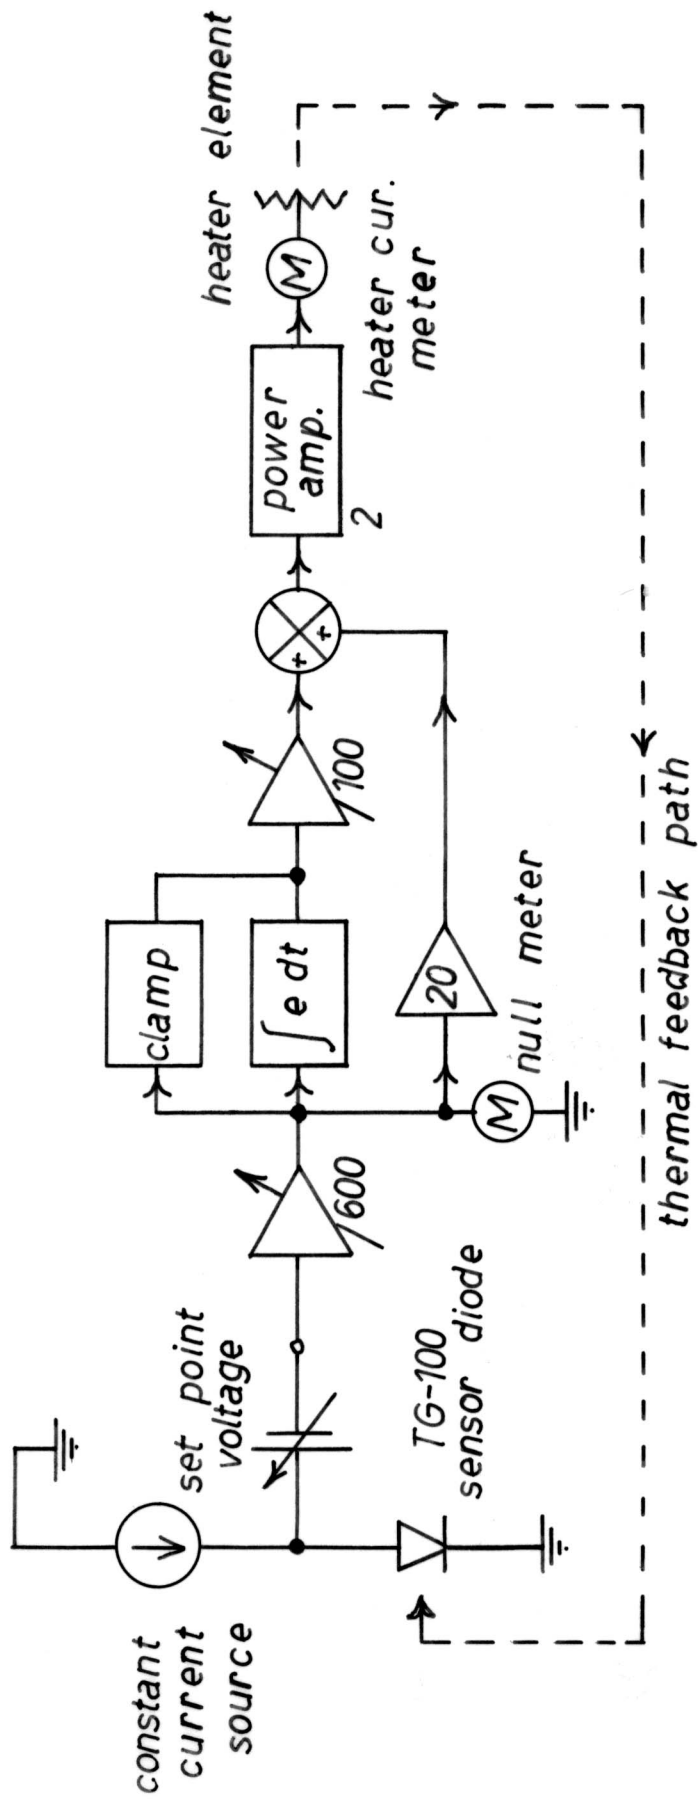 constant
current
source
set point
voltage
TG-100
sensor diode
600
clamp
∫ e dt
20
M
null meter
100
+
+
power
amp.
2
M
heater element
heater cur.
meter
thermal feedback path